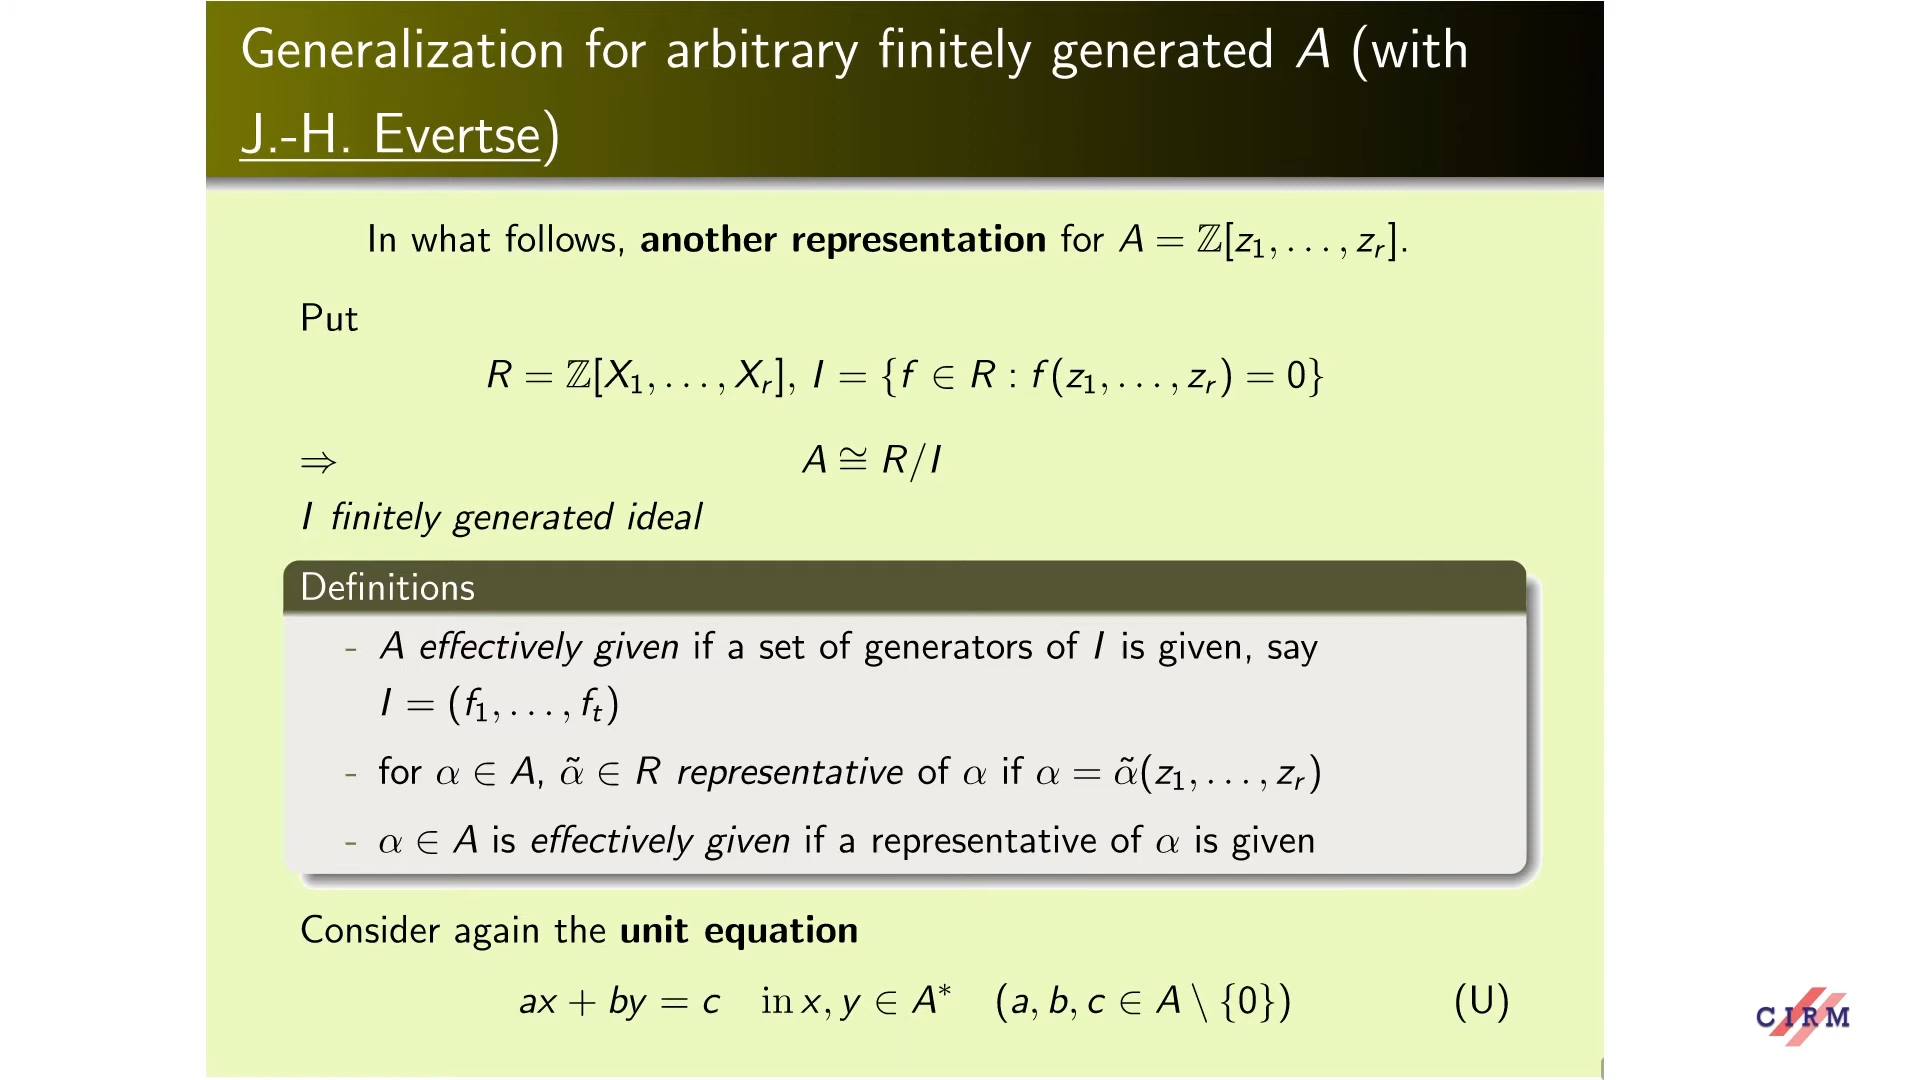 Generalization for arbitrary finitely generated A (with
J.-H. Evertse)
In what follows, another representation for A = ℤ[z₁, . . . , zᵣ].
Put
R = ℤ[X₁, . . . , Xᵣ], I = {f ∈ R : f(z₁, . . . , zᵣ) = 0}
⇒ A ≅ R/I
I finitely generated ideal
Definitions
- A effectively given if a set of generators of I is given, say
I = (f₁, . . . , fₜ)
- for α ∈ A, α̃ ∈ R representative of α if α = α̃(z₁, . . . , zᵣ)
- α ∈ A is effectively given if a representative of α is given
Consider again the unit equation
ax + by = c in x, y ∈ A* (a, b, c ∈ A \ {0}) (U)
CIRM